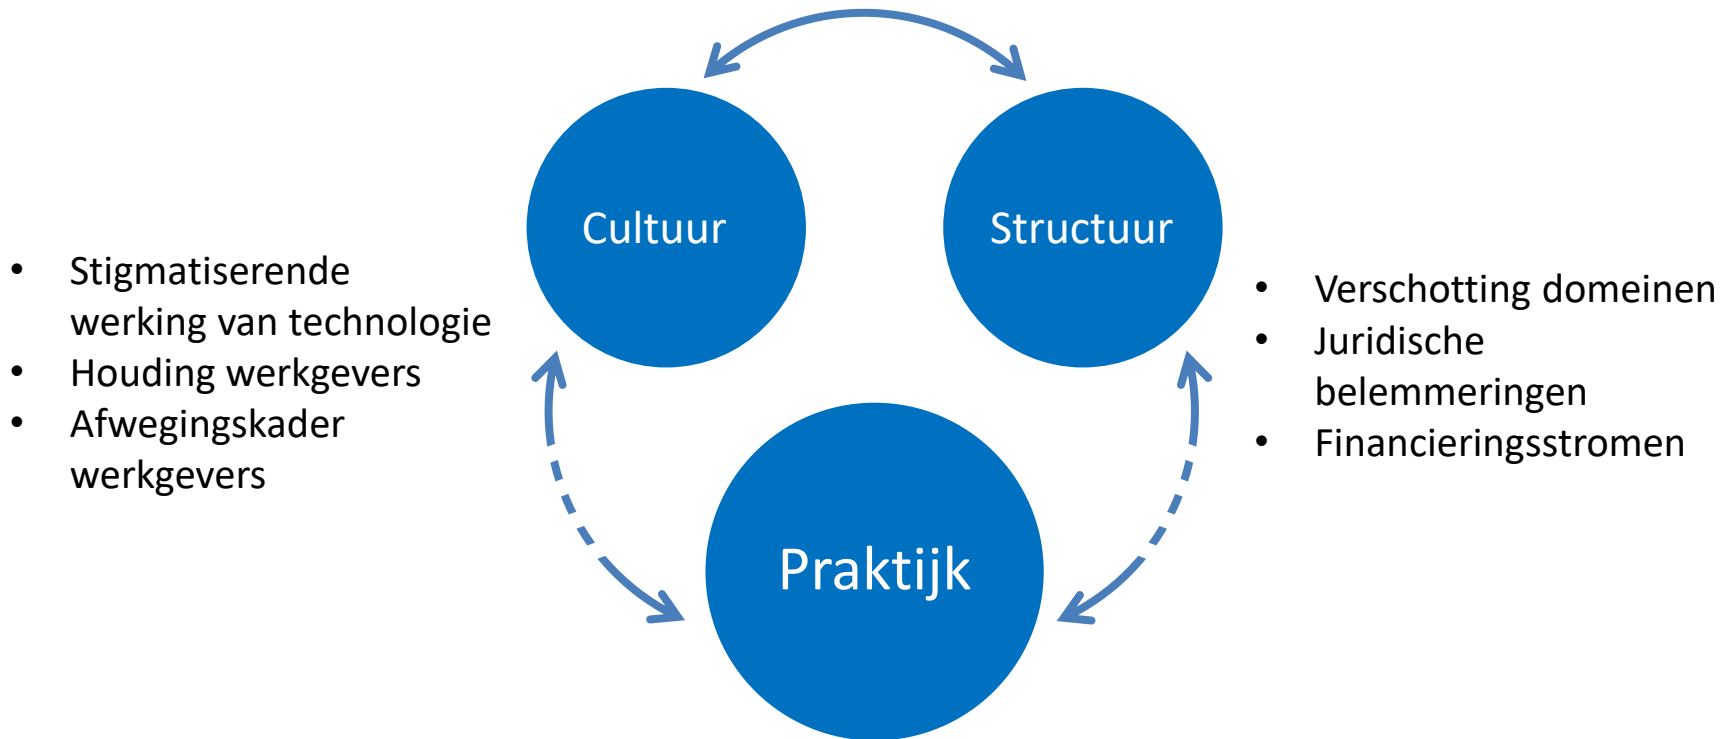 Cultuur
Structuur
• Stigmatiserende
werking van technologie
• Houding werkgevers
• Afwegingskader
werkgevers
• Verschotting domeinen
• Juridische
belemmeringen
• Financieringsstromen
Praktijk